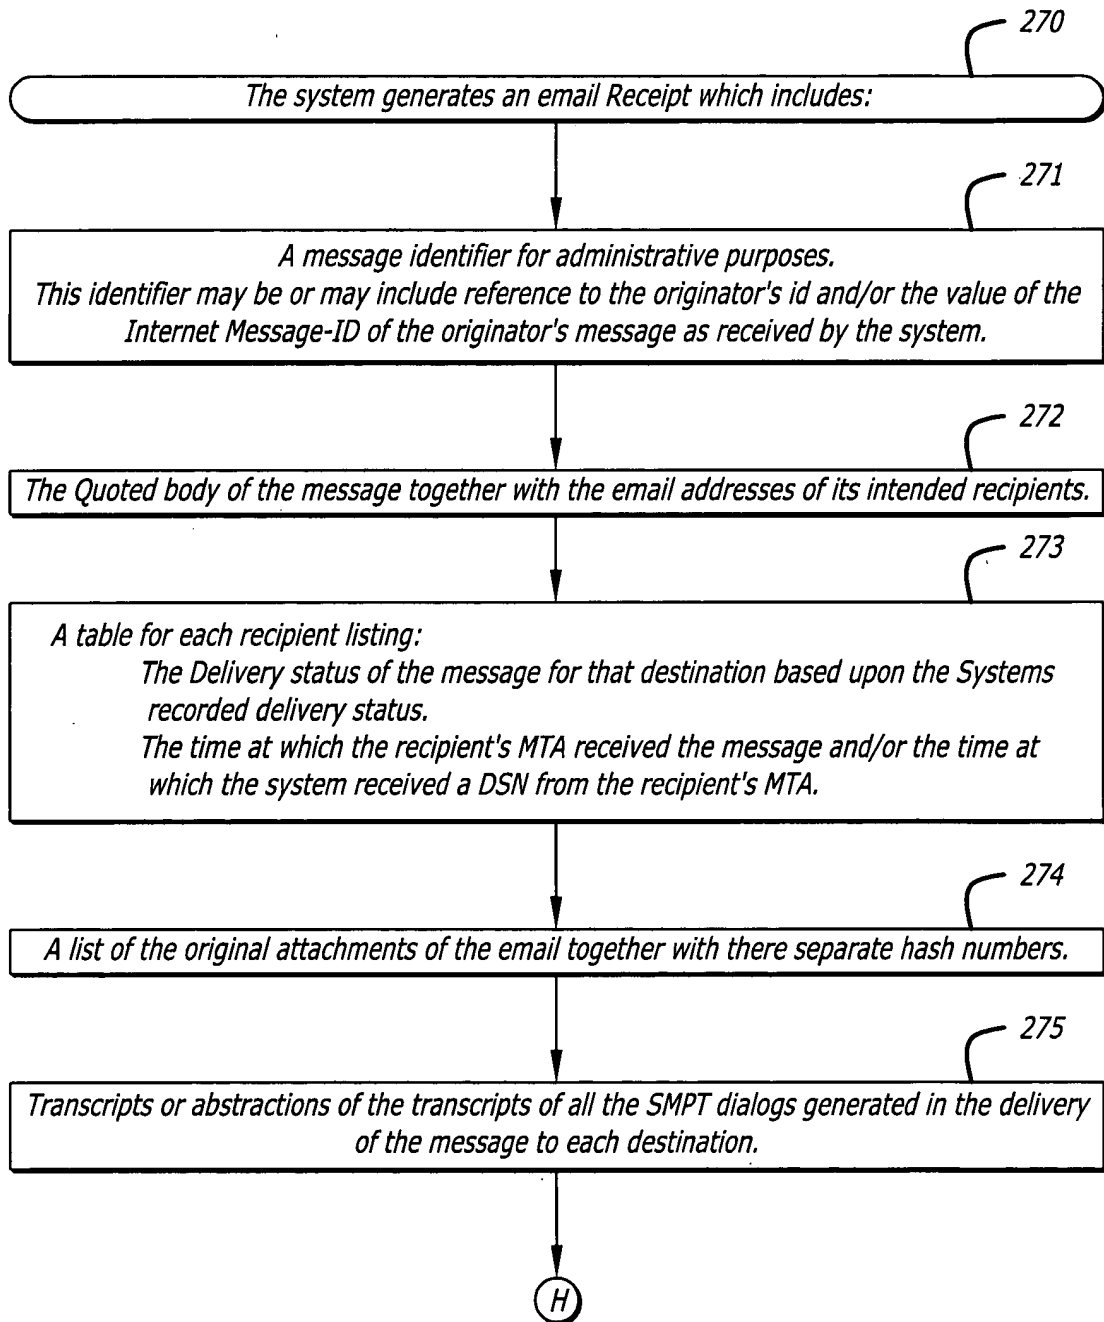 270
The system generates an email Receipt which includes:
271
A message identifier for administrative purposes.
This identifier may be or may include reference to the originator's id and/or the value of the
Internet Message-ID of the originator's message as received by the system.
272
The Quoted body of the message together with the email addresses of its intended recipients.
273
A table for each recipient listing:
The Delivery status of the message for that destination based upon the Systems
recorded delivery status.
The time at which the recipient's MTA received the message and/or the time at
which the system received a DSN from the recipient's MTA.
274
A list of the original attachments of the email together with there separate hash numbers.
275
Transcripts or abstractions of the transcripts of all the SMPT dialogs generated in the delivery
of the message to each destination.
H